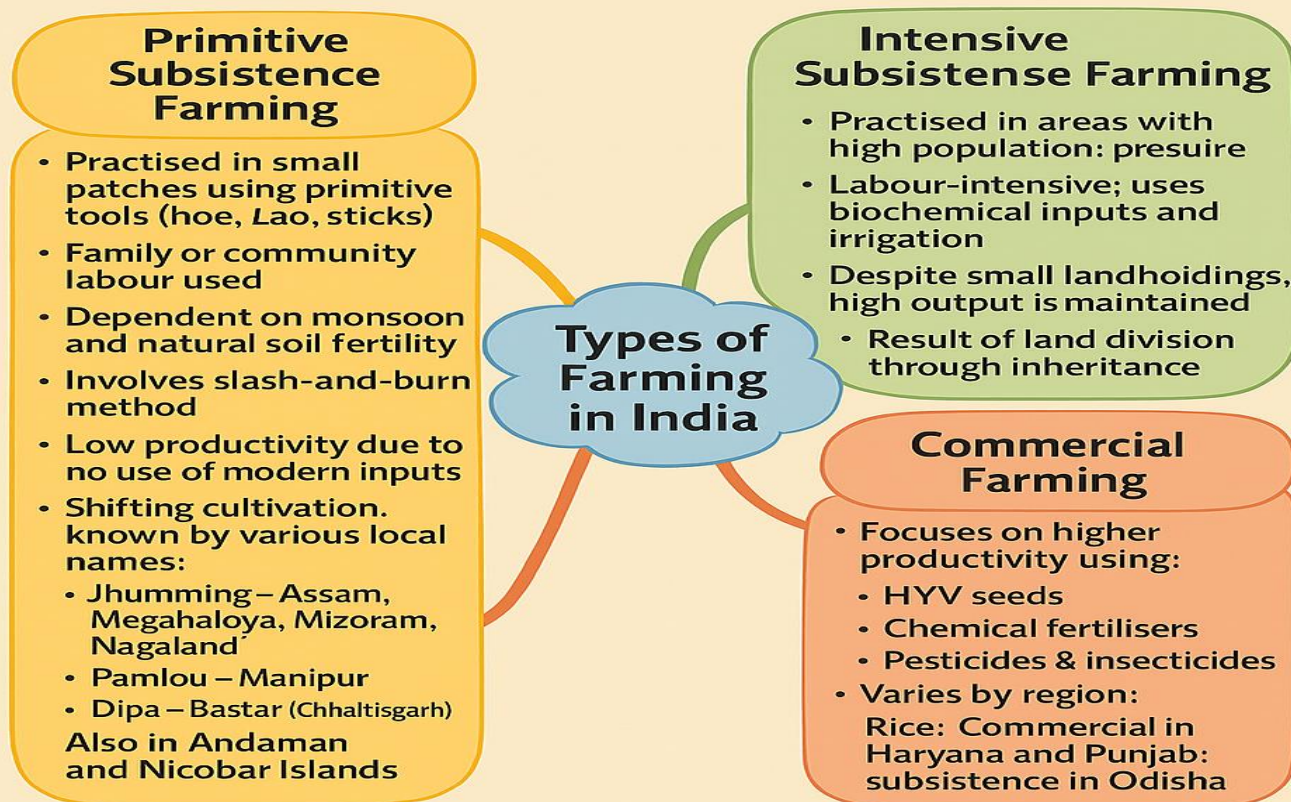 Primitive
Subsistence
Farming
• Practised in small
patches using primitive
tools (hoe, Lao, sticks)
• Family or community
labour used
• Dependent on monsoon
and natural soil fertility
• Involves slash-and-burn
method
• Low productivity due to
no use of modern inputs
• Shifting cultivation.
known by various local
names:
• Jhumming – Assam,
Megahaloya, Mizoram,
Nagaland
• Pamlou – Manipur
• Dipa – Bastar (Chhaltisgarh)
Also in Andaman
and Nicobar Islands
Types of
Farming
in India
Intensive
Subsistense Farming
• Practised in areas with
high population: presuire
• Labour-intensive; uses
biochemical inputs and
irrigation
• Despite small landhoidings,
high output is maintained
• Result of land division
through inheritance
Commercial
Farming
• Focuses on higher
productivity using:
• HYV seeds
• Chemical fertilisers
• Pesticides & insecticides
• Varies by region:
Rice: Commercial in
Haryana and Punjab:
subsistence in Odisha